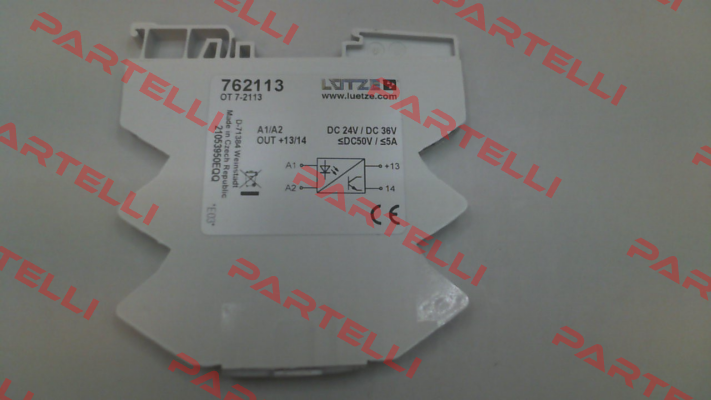 762113
OT 7-2113
LÜTZE
www.luetze.com
A1/A2 DC 24V / DC 36V
OUT +13/14 ≤DC50V / ≤5A
A1 +13
A2 14
CE
D-71384 Weinstadt
Made in Czech Republic
21053950EQQ
PARTELLI
PARTELLI
PARTELLI
PARTELLI
PARTELLI
PARTELLI
PARTELLI
PARTELLI
PARTELLI